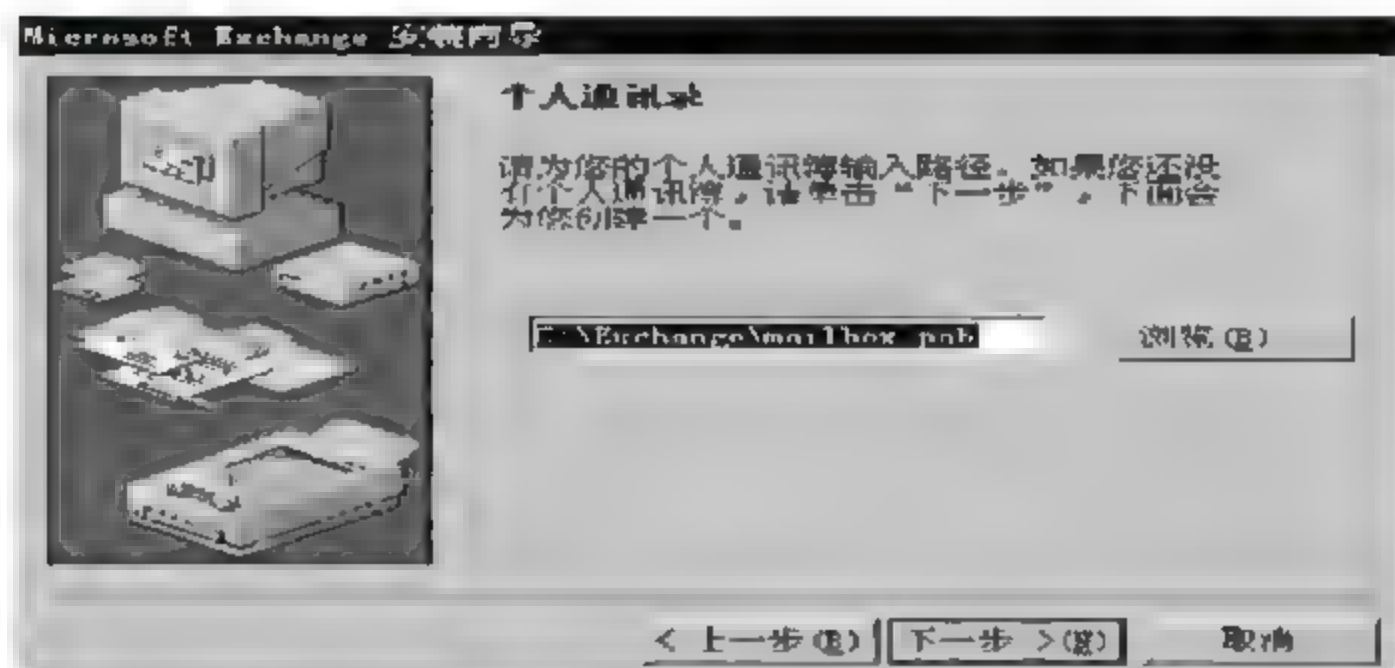 Microsoft Exchange 安装向导
个人通讯录
请为您的个人通讯簿输入路径。如果您还没
有个人通讯簿，请单击“下一步”，下面会
为您创建一个。
\Exchange\mailbox.pab
浏览(R)
< 上一步(B)
下一步 >(N)
取消